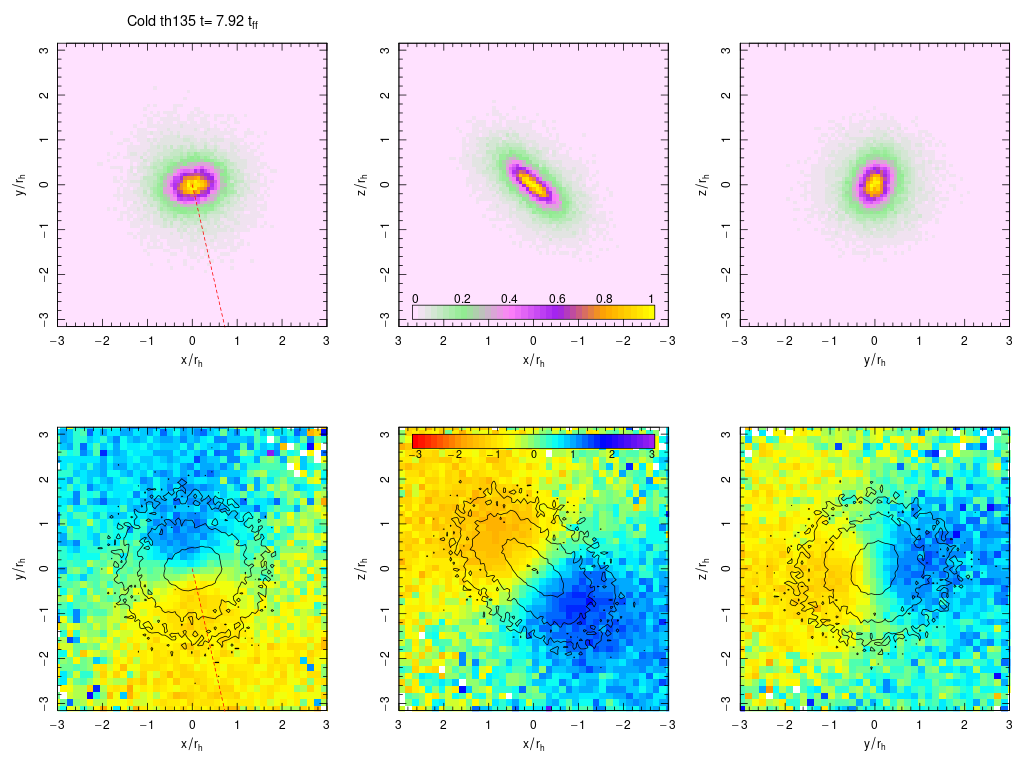 Cold th135 t= 7.92 t_ff
3 3 3
2 2 2
1 1 1
y/r_h 0 z/r_h 0 z/r_h 0
−1 −1 −1
−2 −2 −2
0 0.2 0.4 0.6 0.8 1
−3 −3 −3
−3 −2 −1 0 1 2 3 3 2 1 0 −1 −2 −3 −3 −2 −1 0 1 2 3
x/r_h x/r_h y/r_h
3 3 3
−3 −2 −1 0 1 2 3
2 2 2
1 1 1
y/r_h 0 z/r_h 0 z/r_h 0
−1 −1 −1
−2 −2 −2
−3 −3 −3
−3 −2 −1 0 1 2 3 3 2 1 0 −1 −2 −3 −3 −2 −1 0 1 2 3
x/r_h x/r_h y/r_h